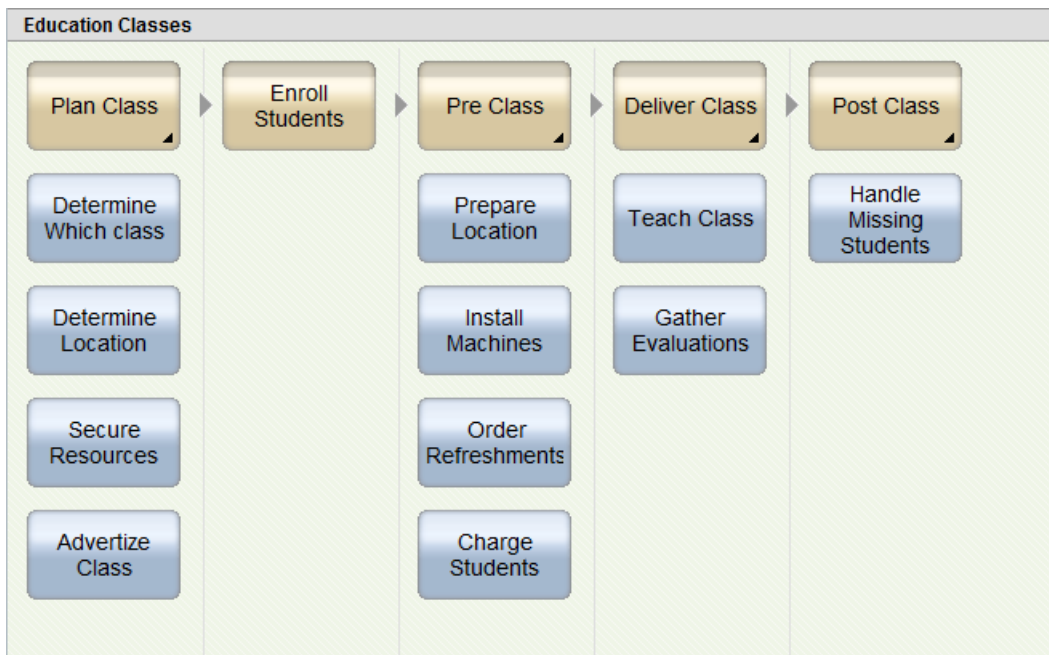 Education Classes
Plan Class
Enroll
Students
Pre Class
Deliver Class
Post Class
Determine
Which class
Determine
Location
Secure
Resources
Advertize
Class
Prepare
Location
Install
Machines
Order
Refreshments
Charge
Students
Teach Class
Gather
Evaluations
Handle
Missing
Students